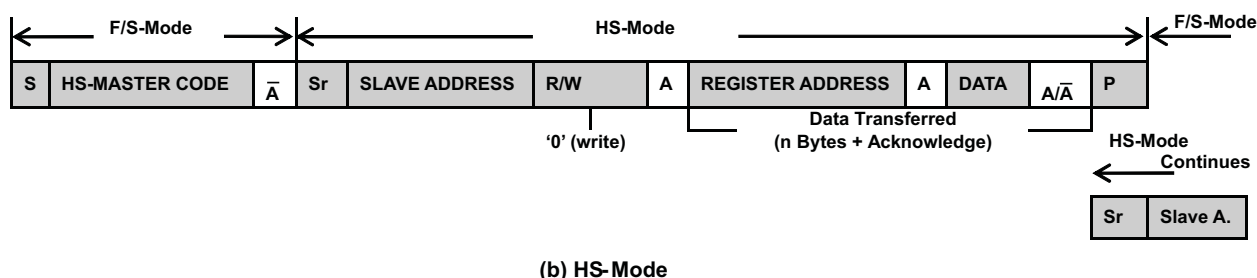 F/S-Mode HS-Mode F/S-Mode
S HS-MASTER CODE A̅ Sr SLAVE ADDRESS R/W A REGISTER ADDRESS A DATA A/A̅ P
‘0’ (write)
Data Transferred
(n Bytes + Acknowledge)
HS-Mode
Continues
Sr Slave A.
(b) HS-Mode